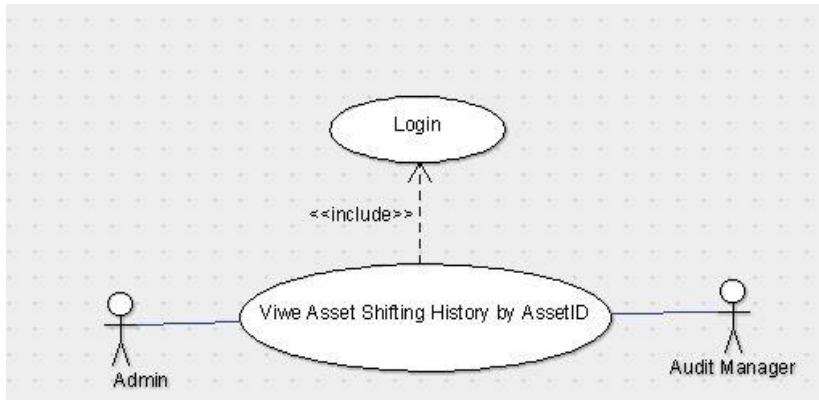 Login
<<include>>
Viwe Asset Shifting History by AssetID
Admin
Audit Manager